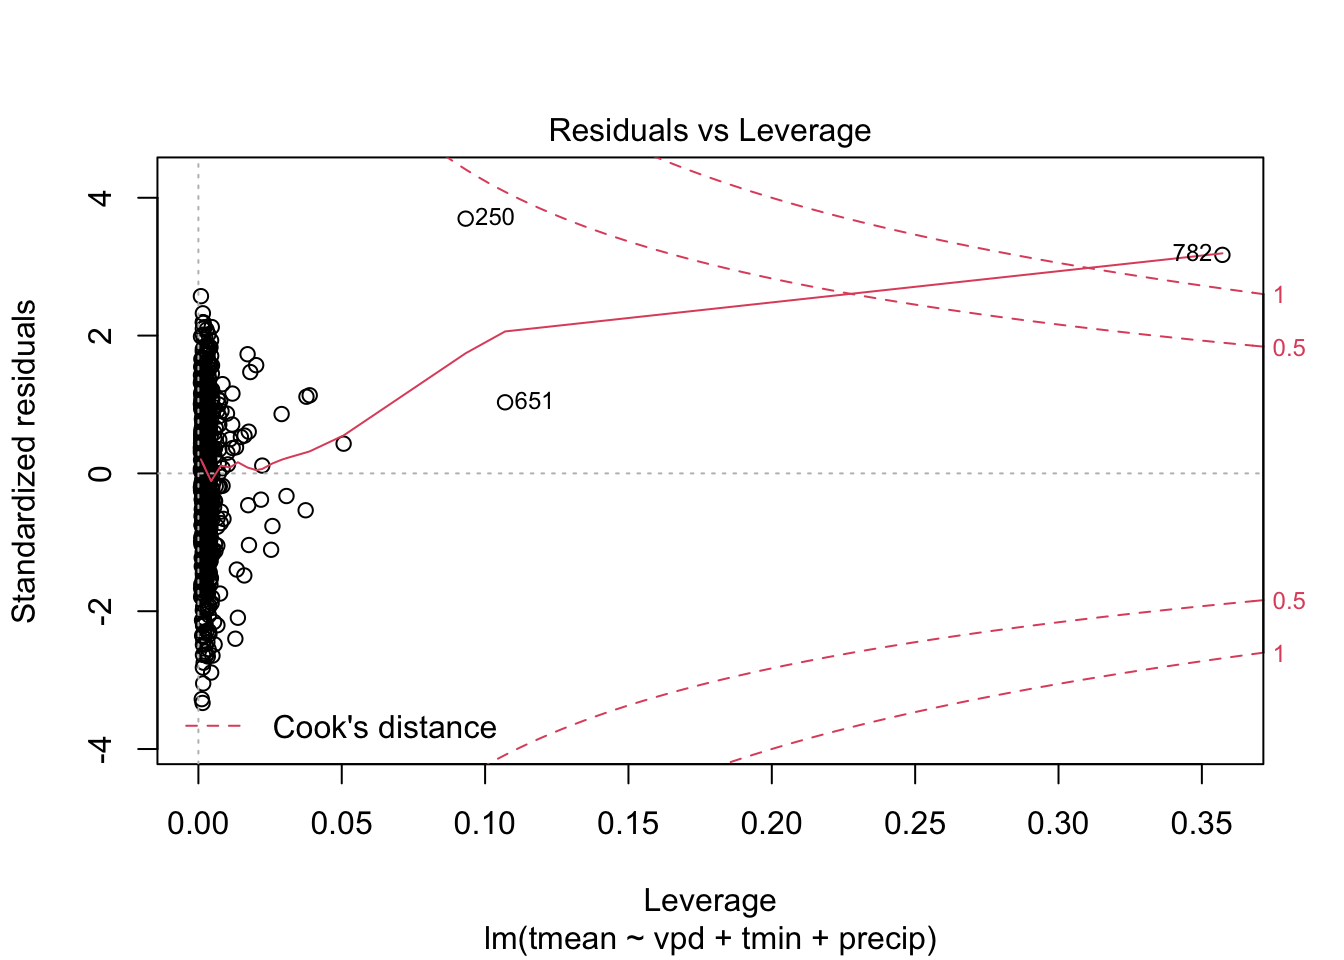 Residuals vs Leverage
Standardized residuals
4
2
0
-2
-4
250
782
651
1
0.5
0.5
1
Cook's distance
0.00 0.05 0.10 0.15 0.20 0.25 0.30 0.35
Leverage
lm(tmean ~ vpd + tmin + precip)